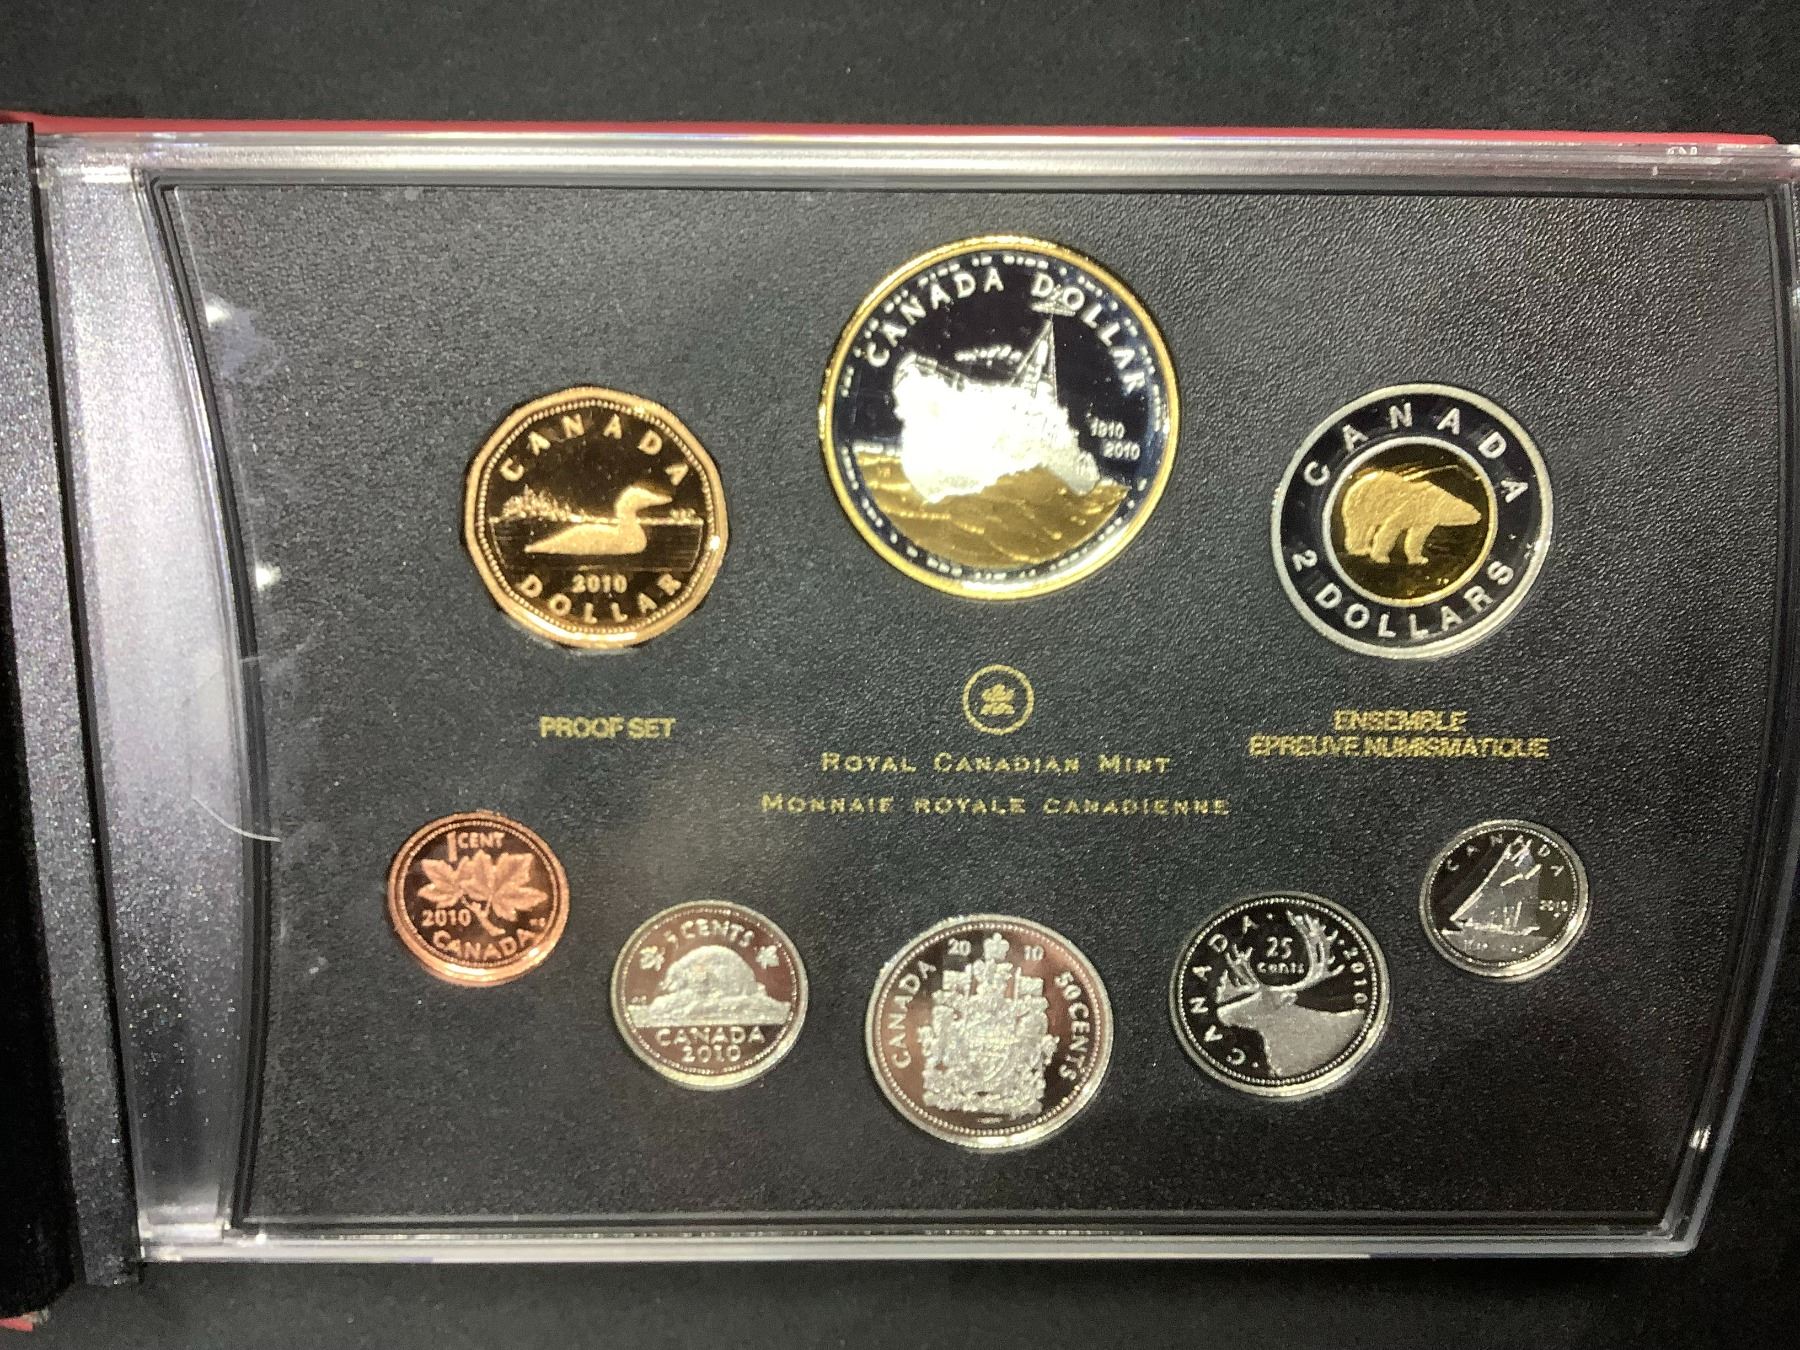 CANADA DOLLAR
1910
2010
CANADA
2010
DOLLAR
CANADA
2 DOLLARS
PROOF SET
ROYAL CANADIAN MINT
MONNAIE ROYALE CANADIENNE
ENSEMBLE
ÉPREUVE NUMISMATIQUE
1 CENT
2010
CANADA
5 CENTS
CANADA
2010
CANADA 2010 50 CENTS
CANADA 2010
25
cents
CANADA
2010